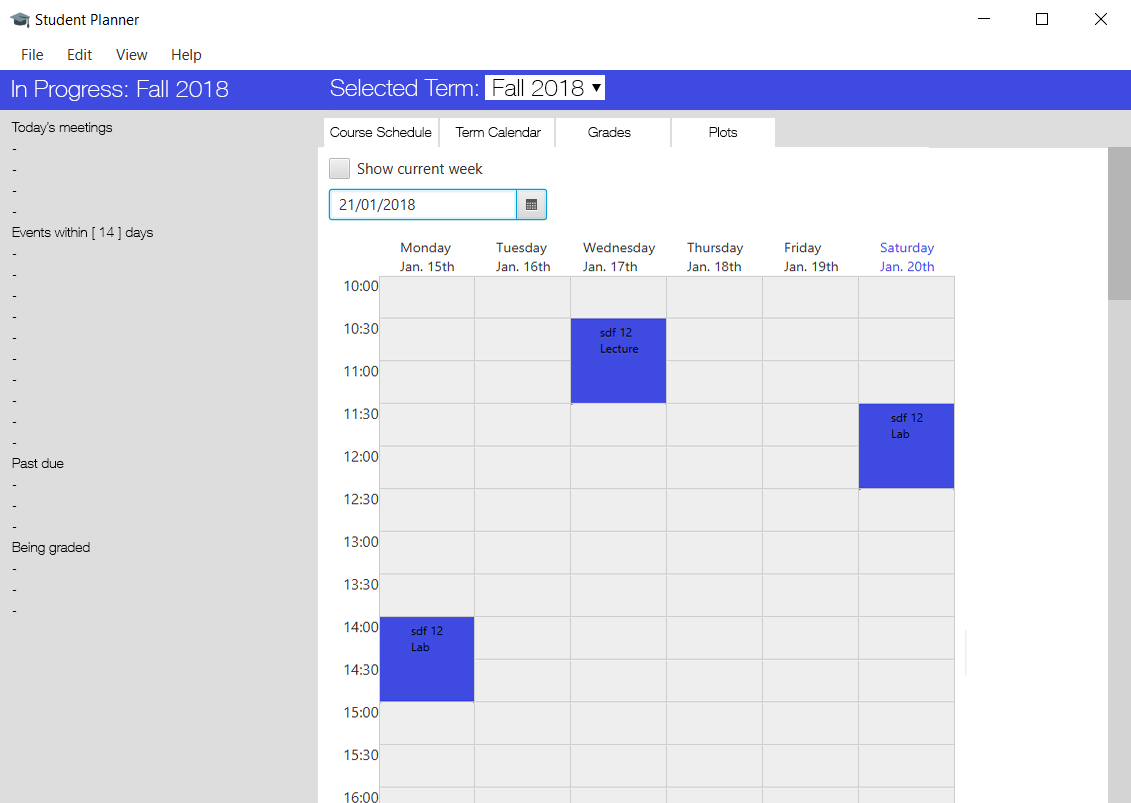 Student Planner
File Edit View Help
In Progress: Fall 2018
Selected Term: Fall 2018 ▾
Today's meetings
-
-
-
-
Events within [ 14 ] days
-
-
-
-
-
-
-
-
-
-
Past due
-
-
-
Being graded
-
-
-
Course Schedule Term Calendar Grades Plots
Show current week
21/01/2018
Monday Tuesday Wednesday Thursday Friday Saturday
Jan. 15th Jan. 16th Jan. 17th Jan. 18th Jan. 19th Jan. 20th
10:00
10:30
sdf 12
Lecture
11:00
11:30
sdf 12
Lab
12:00
12:30
13:00
13:30
14:00
sdf 12
Lab
14:30
15:00
15:30
16:00